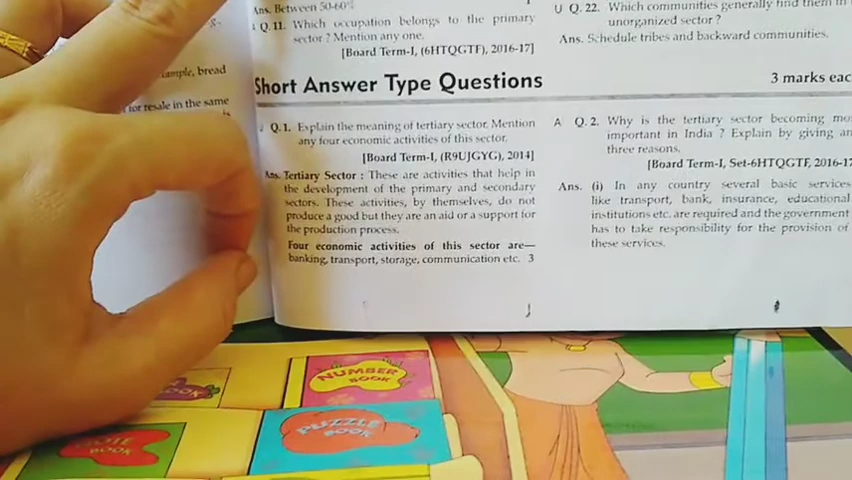 ample, bread
for resale in the same
Ans. Between 50-60%
Q. 11. Which occupation belongs to the primary
sector ? Mention any one.
[Board Term-I, (6HTQGTF), 2016-17]
Short Answer Type Questions
Q. 1. Explain the meaning of tertiary sector. Mention
any four economic activities of this sector.
[Board Term-I, (R9UJGYG), 2014]
Ans. Tertiary Sector : These are activities that help in
the development of the primary and secondary
sectors. These activities, by themselves, do not
produce a good but they are an aid or a support for
the production process.
Four economic activities of this sector are—
banking, transport, storage, communication etc. 3
U Q. 22. Which communities generally find them in
unorganized sector ?
Ans. Schedule tribes and backward communities.
3 marks eac
A Q. 2. Why is the tertiary sector becoming mo
important in India ? Explain by giving an
three reasons.
[Board Term-I, Set-6HTQGTF, 2016-17
Ans. (i) In any country several basic services
like transport, bank, insurance, educational
institutions etc. are required and the government
has to take responsibility for the provision of
these services.
NUMBER
BOOK
PUZZLE
BOOK
BOOK